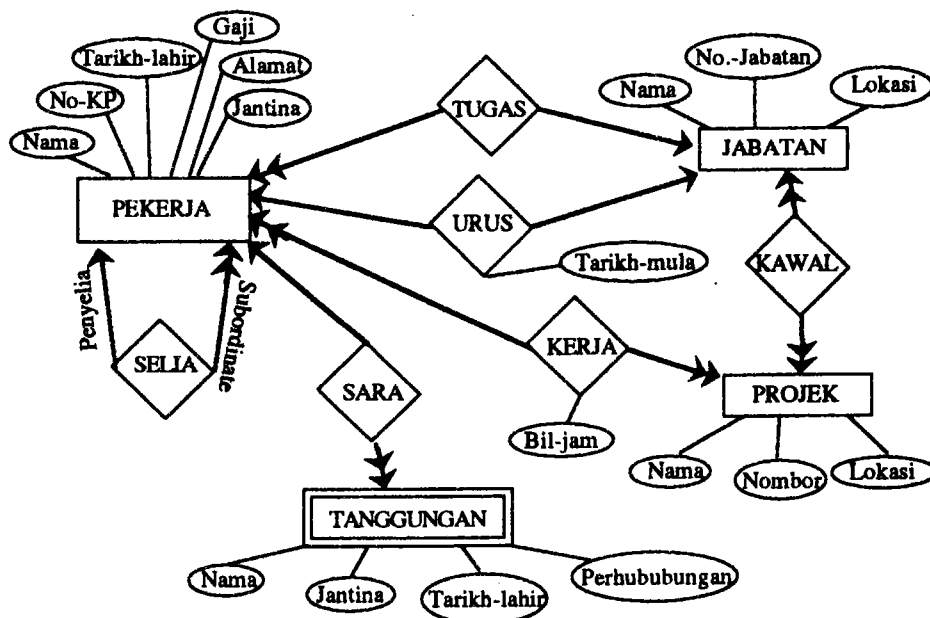 Gaji
Tarikh-lahir
Alamat
No-KP
Jantina
Nama
PEKERJA
TUGAS
No.-Jabatan
Nama
Lokasi
JABATAN
URUS
Tarikh-mula
KAWAL
Penyelia
Subordinate
SELIA
SARA
KERJA
Bil-jam
PROJEK
Nama
Nombor
Lokasi
TANGGUNGAN
Nama
Jantina
Tarikh-lahir
Perhububungan